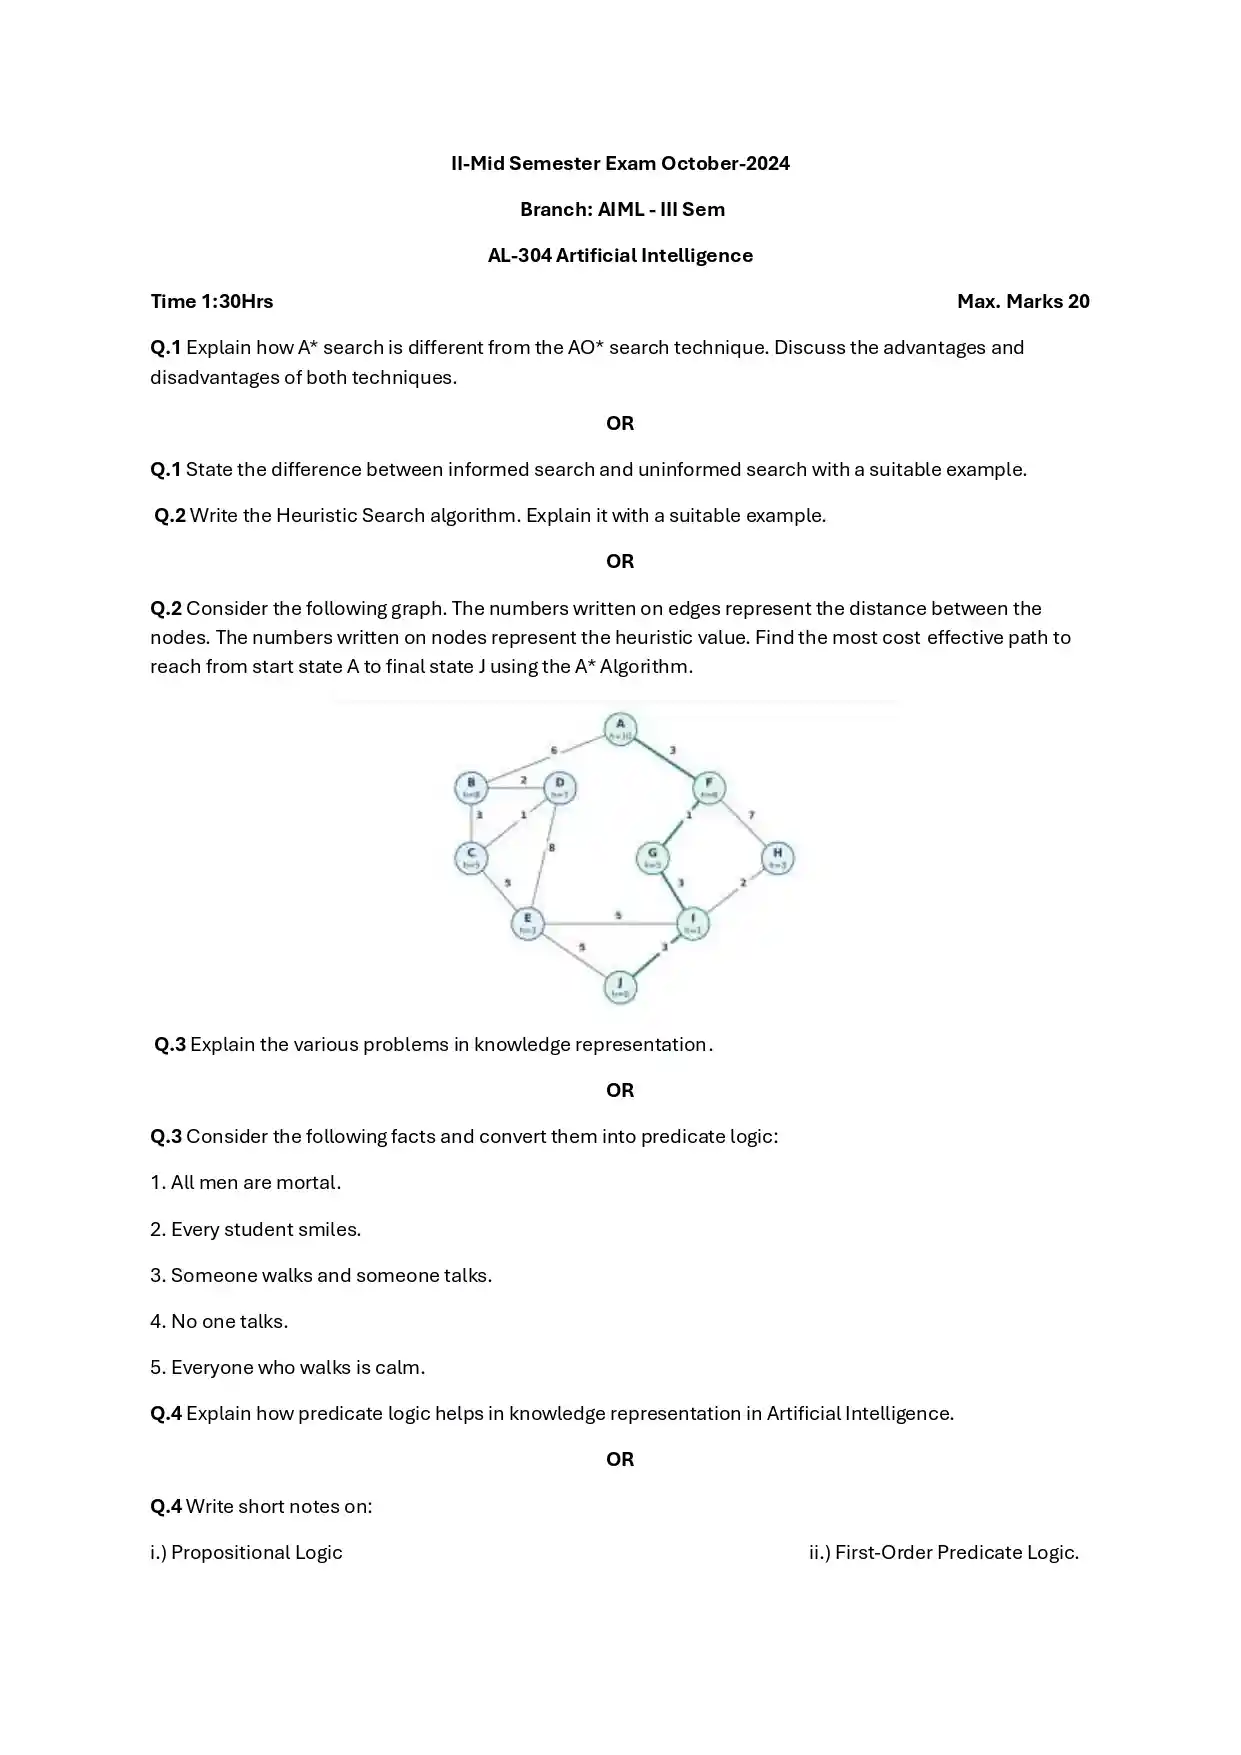 II-Mid Semester Exam October-2024
Branch: AIML - III Sem
AL-304 Artificial Intelligence
Time 1:30Hrs Max. Marks 20
Q.1 Explain how A* search is different from the AO* search technique. Discuss the advantages and
disadvantages of both techniques.
OR
Q.1 State the difference between informed search and uninformed search with a suitable example.
Q.2 Write the Heuristic Search algorithm. Explain it with a suitable example.
OR
Q.2 Consider the following graph. The numbers written on edges represent the distance between the
nodes. The numbers written on nodes represent the heuristic value. Find the most cost effective path to
reach from start state A to final state J using the A* Algorithm.
A
6 3
B 2 D F
3 1 1 7
8
C G H
5 3 2
E 5 I
5 3
J
Q.3 Explain the various problems in knowledge representation.
OR
Q.3 Consider the following facts and convert them into predicate logic:
1. All men are mortal.
2. Every student smiles.
3. Someone walks and someone talks.
4. No one talks.
5. Everyone who walks is calm.
Q.4 Explain how predicate logic helps in knowledge representation in Artificial Intelligence.
OR
Q.4 Write short notes on:
i.) Propositional Logic ii.) First-Order Predicate Logic.